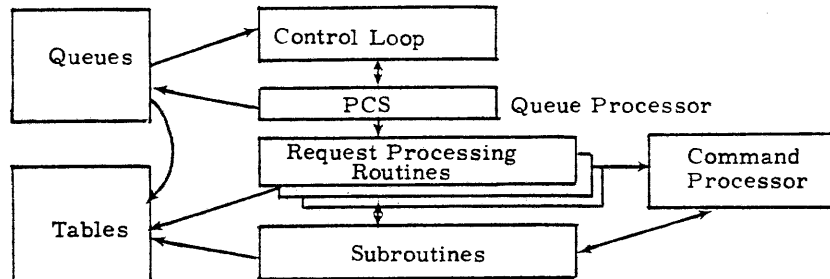 Control Loop
Queues
PCS
Queue Processor
Request Processing
Routines
Command
Processor
Tables
Subroutines